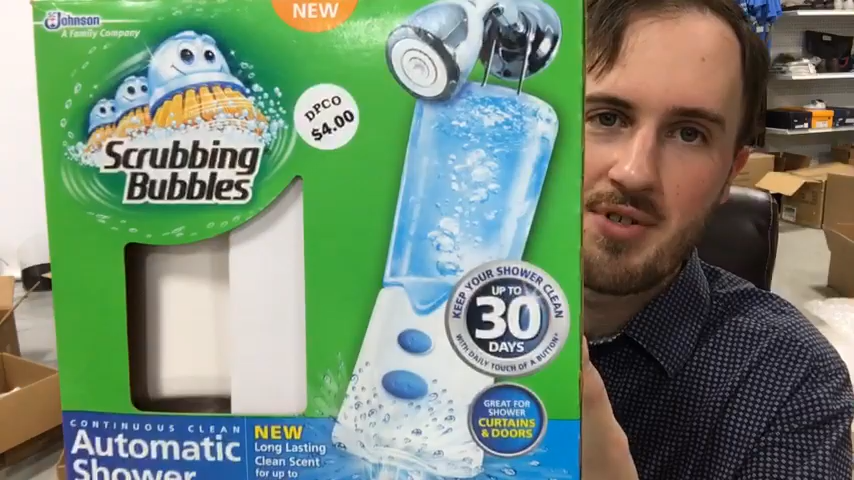 Johnson
A Family Company
NEW
DPCO
$4.00
Scrubbing
Bubbles
KEEP YOUR SHOWER CLEAN
UP TO
30
DAYS
WITH DAILY TOUCH OF A BUTTON*
GREAT FOR
SHOWER
CURTAINS
& DOORS
CONTINUOUS CLEAN
Automatic
Shower
NEW
Long Lasting
Clean Scent
for up to